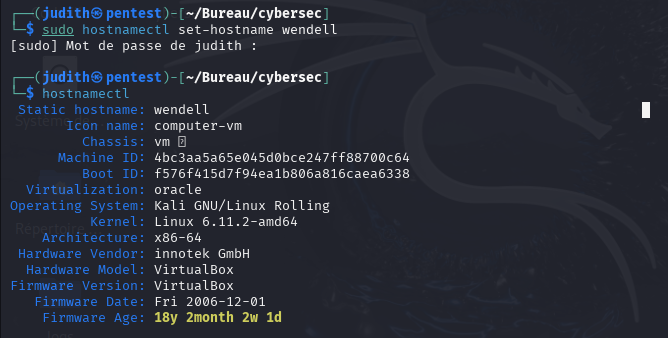 ┌──(judith㉿pentest)-[~/Bureau/cybersec]
└─$ sudo hostnamectl set-hostname wendell
[sudo] Mot de passe de judith :

┌──(judith㉿pentest)-[~/Bureau/cybersec]
└─$ hostnamectl
Static hostname: wendell
Icon name: computer-vm
Chassis: vm
Machine ID: 4bc3aa5a65e045d0bce247ff88700c64
Boot ID: f576f415d7f94ea1b806a816caea6338
Virtualization: oracle
Operating System: Kali GNU/Linux Rolling
Kernel: Linux 6.11.2-amd64
Architecture: x86-64
Hardware Vendor: innotek GmbH
Hardware Model: VirtualBox
Firmware Version: VirtualBox
Firmware Date: Fri 2006-12-01
Firmware Age: 18y 2month 2w 1d